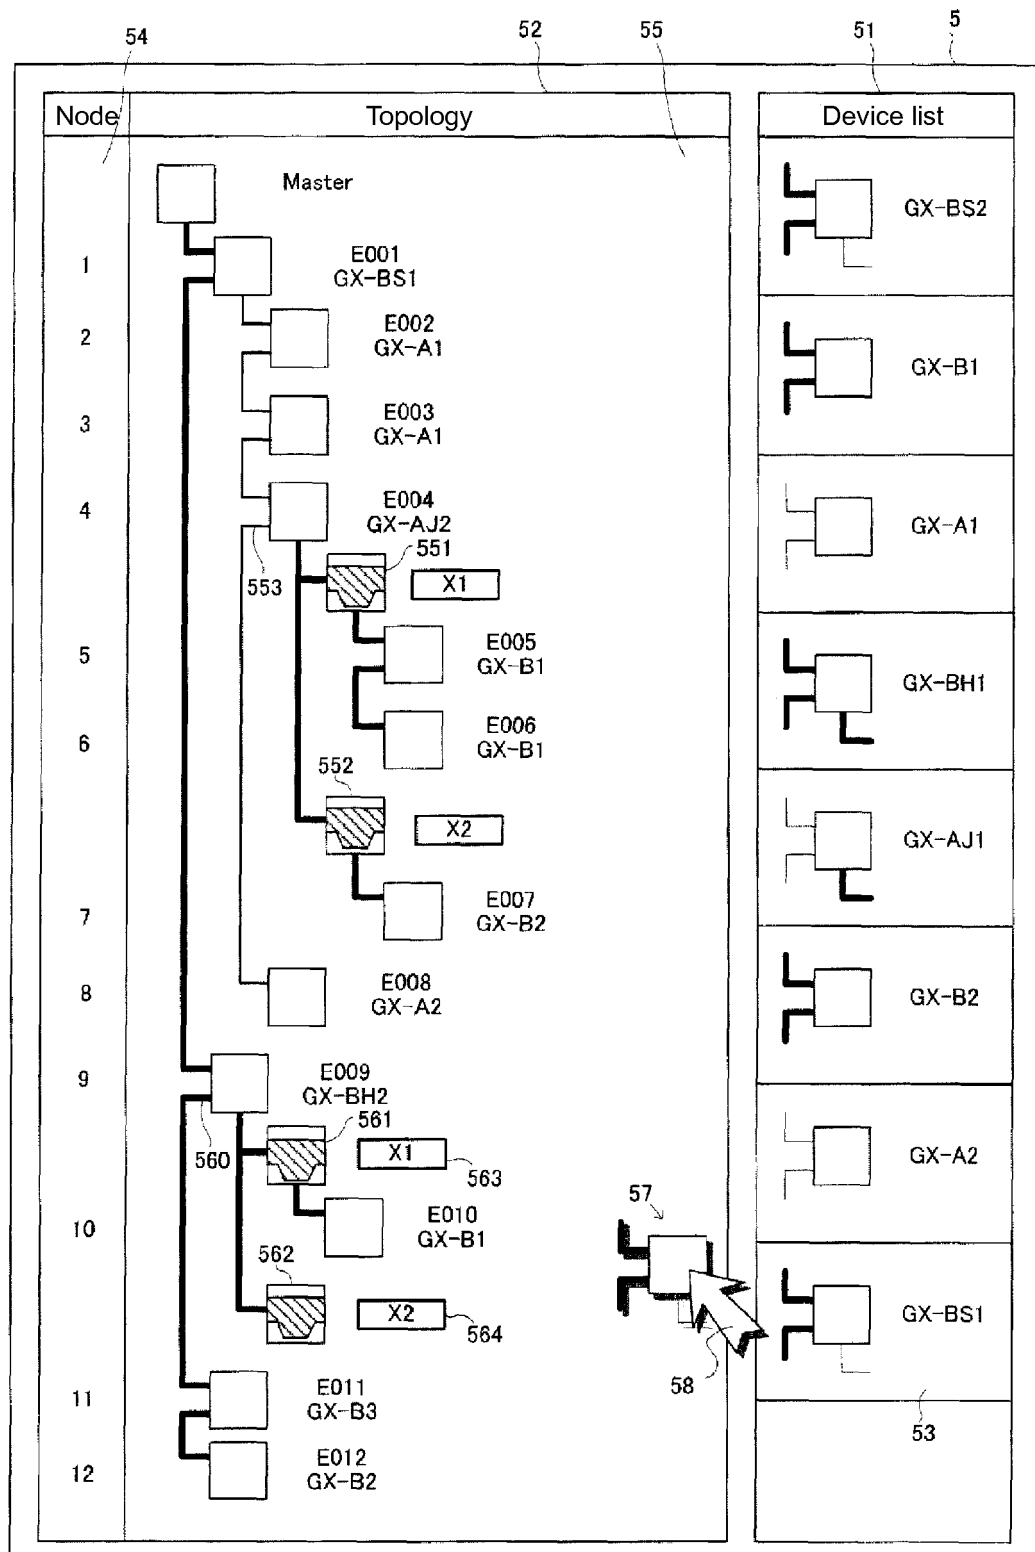 54
52
55
5
51
Node
Topology
Device list
Master
1
E001
GX-BS1
2
E002
GX-A1
3
E003
GX-A1
4
E004
GX-AJ2
551
553
X1
5
E005
GX-B1
6
E006
GX-B1
552
X2
7
E007
GX-B2
8
E008
GX-A2
9
E009
GX-BH2
561
560
X1
563
10
E010
GX-B1
562
X2
564
11
E011
GX-B3
12
E012
GX-B2
57
58
GX-BS2
GX-B1
GX-A1
GX-BH1
GX-AJ1
GX-B2
GX-A2
GX-BS1
53